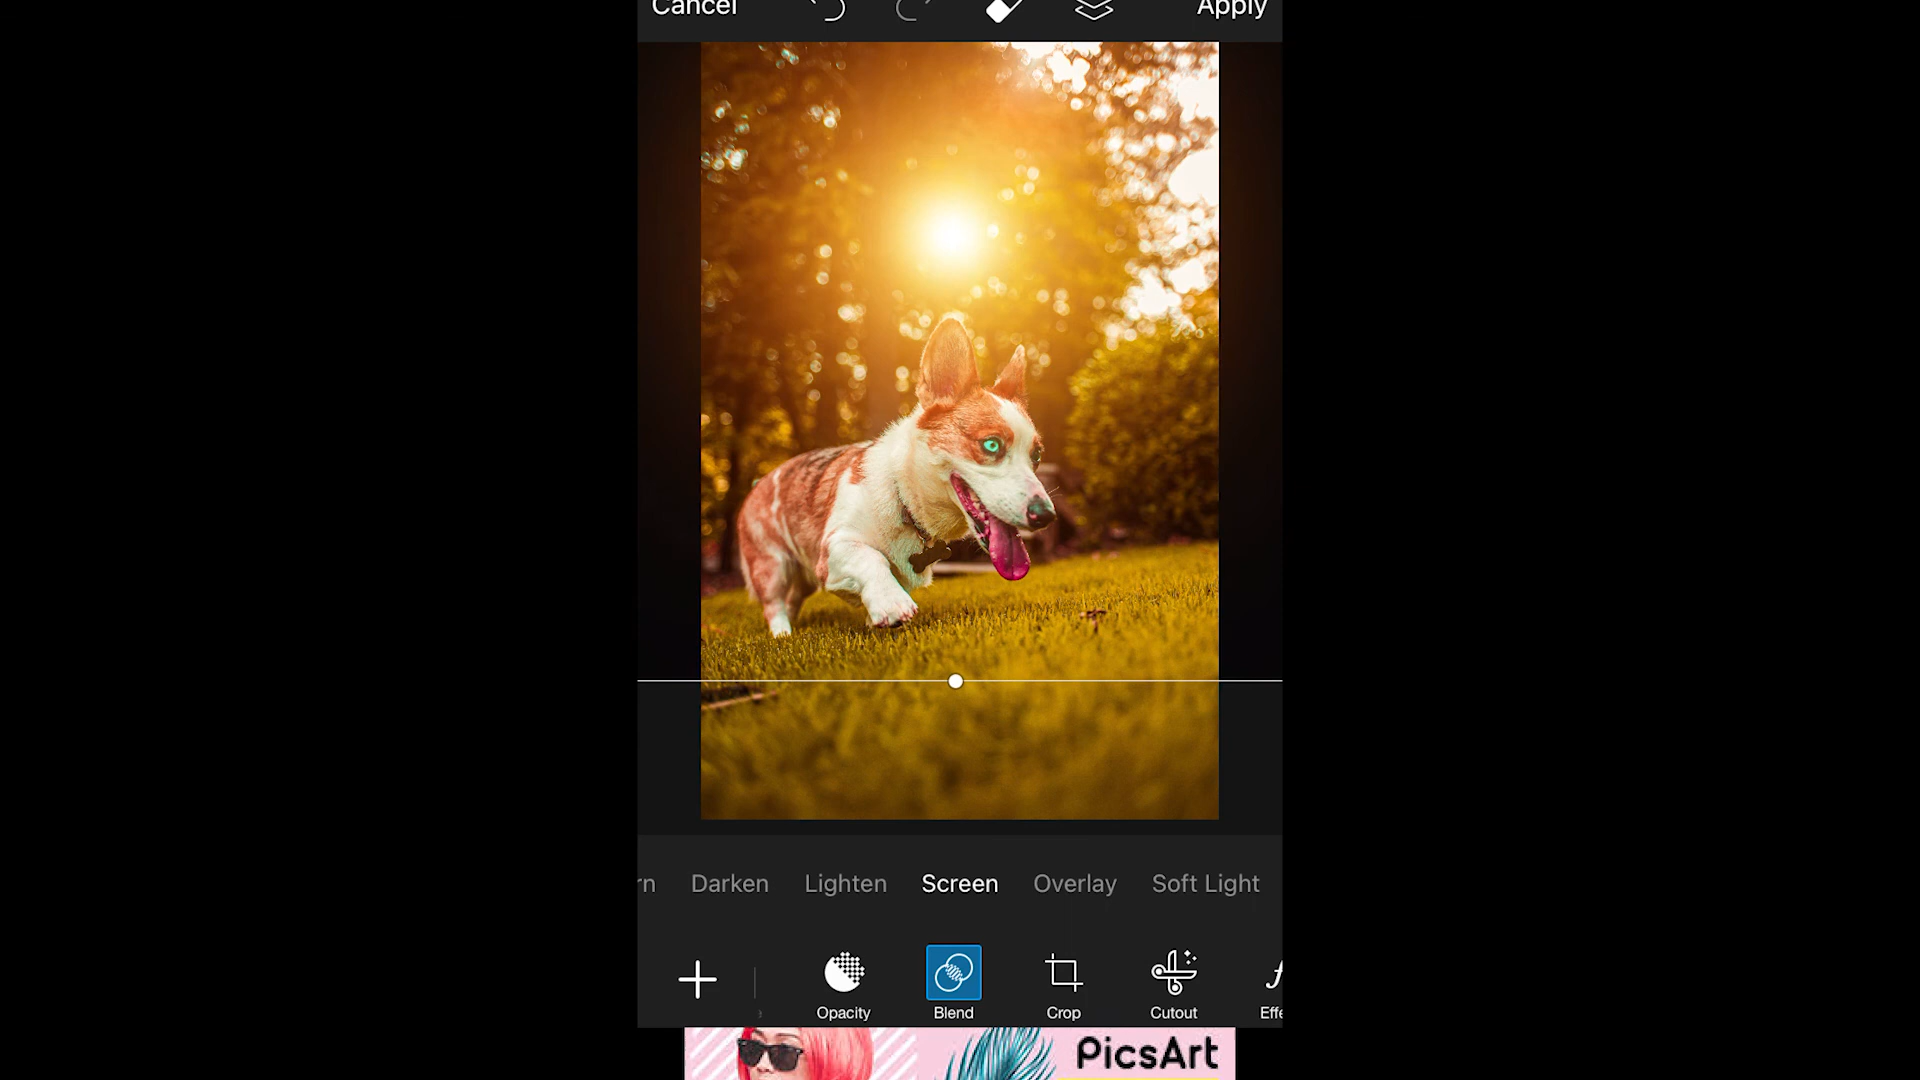 Cancel Apply
Darken Lighten Screen Overlay Soft Light
Opacity Blend Crop Cutout
PicsArt